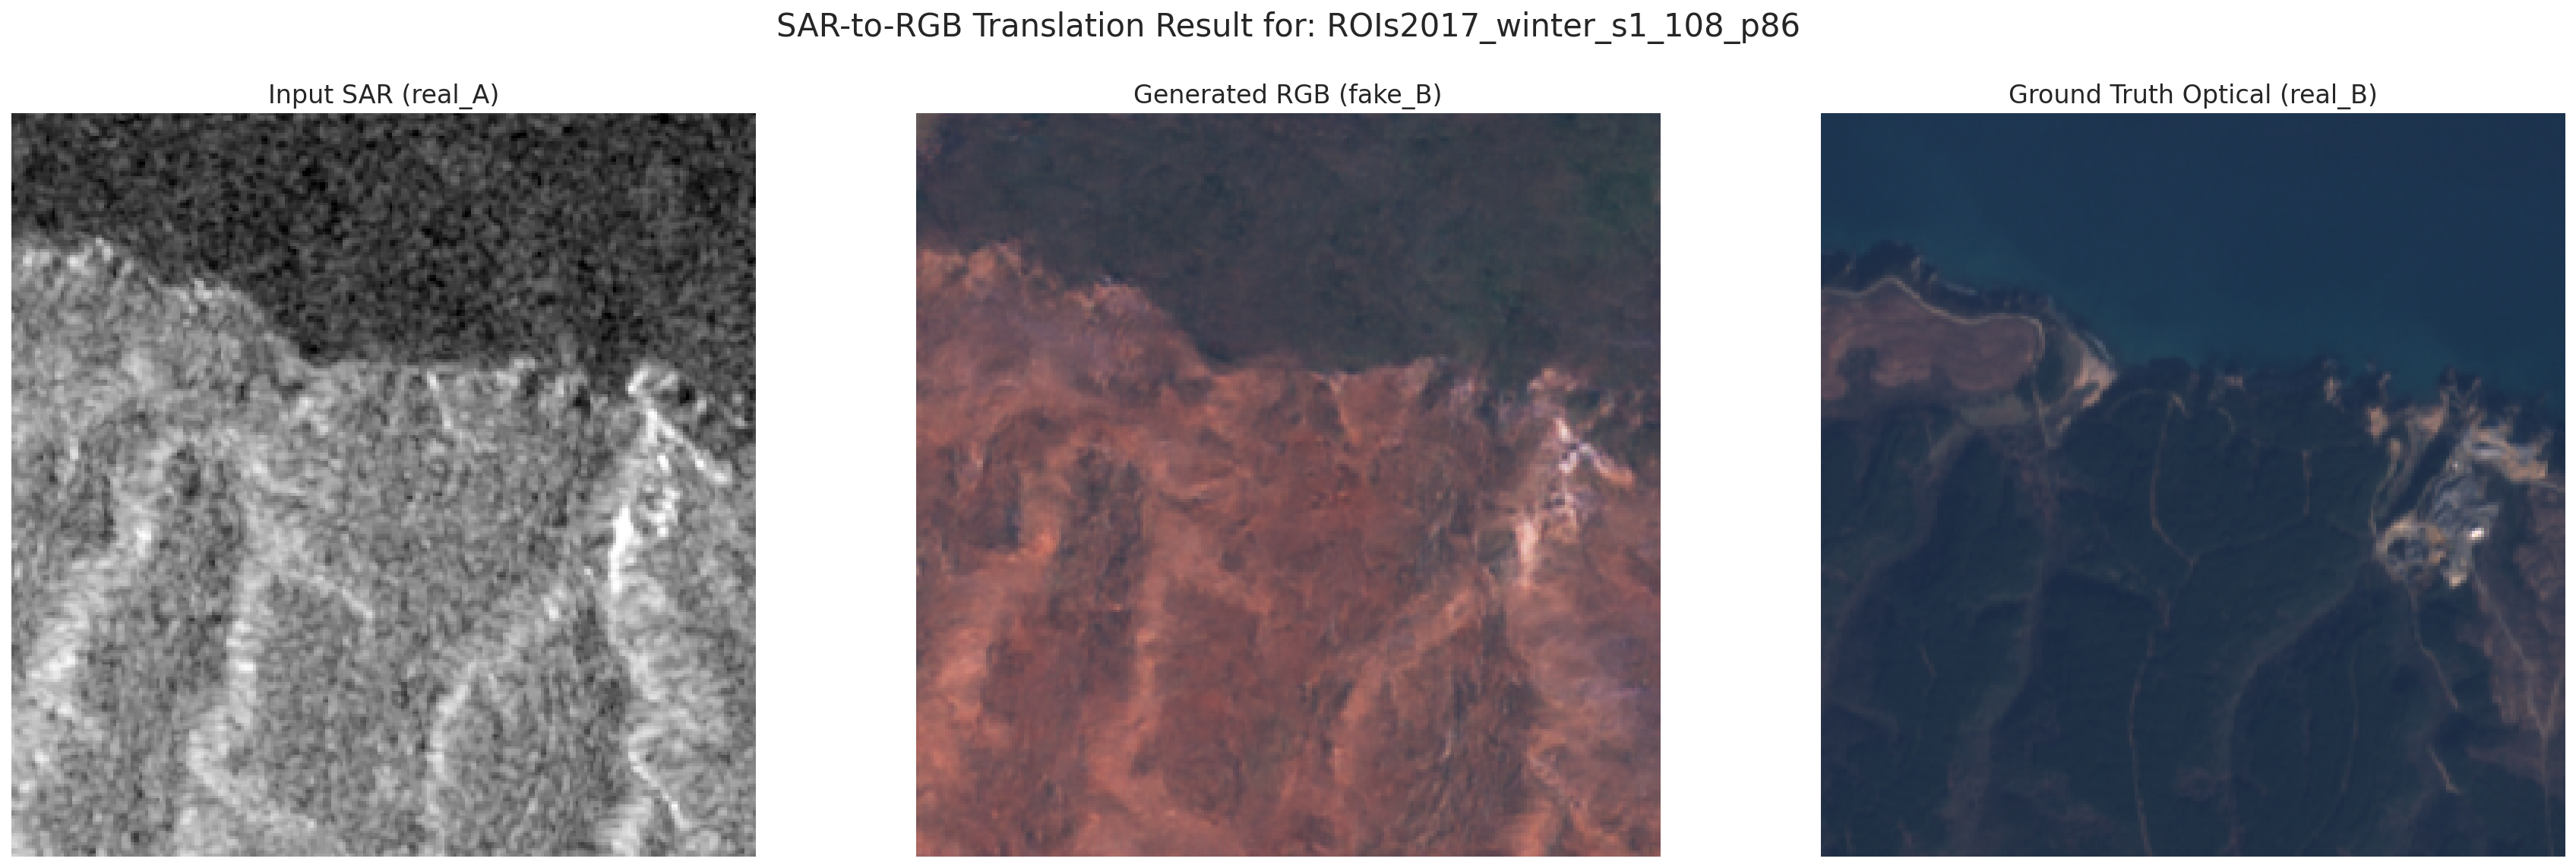 SAR-to-RGB Translation Result for: ROIs2017_winter_s1_108_p86
Input SAR (real_A)
Generated RGB (fake_B)
Ground Truth Optical (real_B)